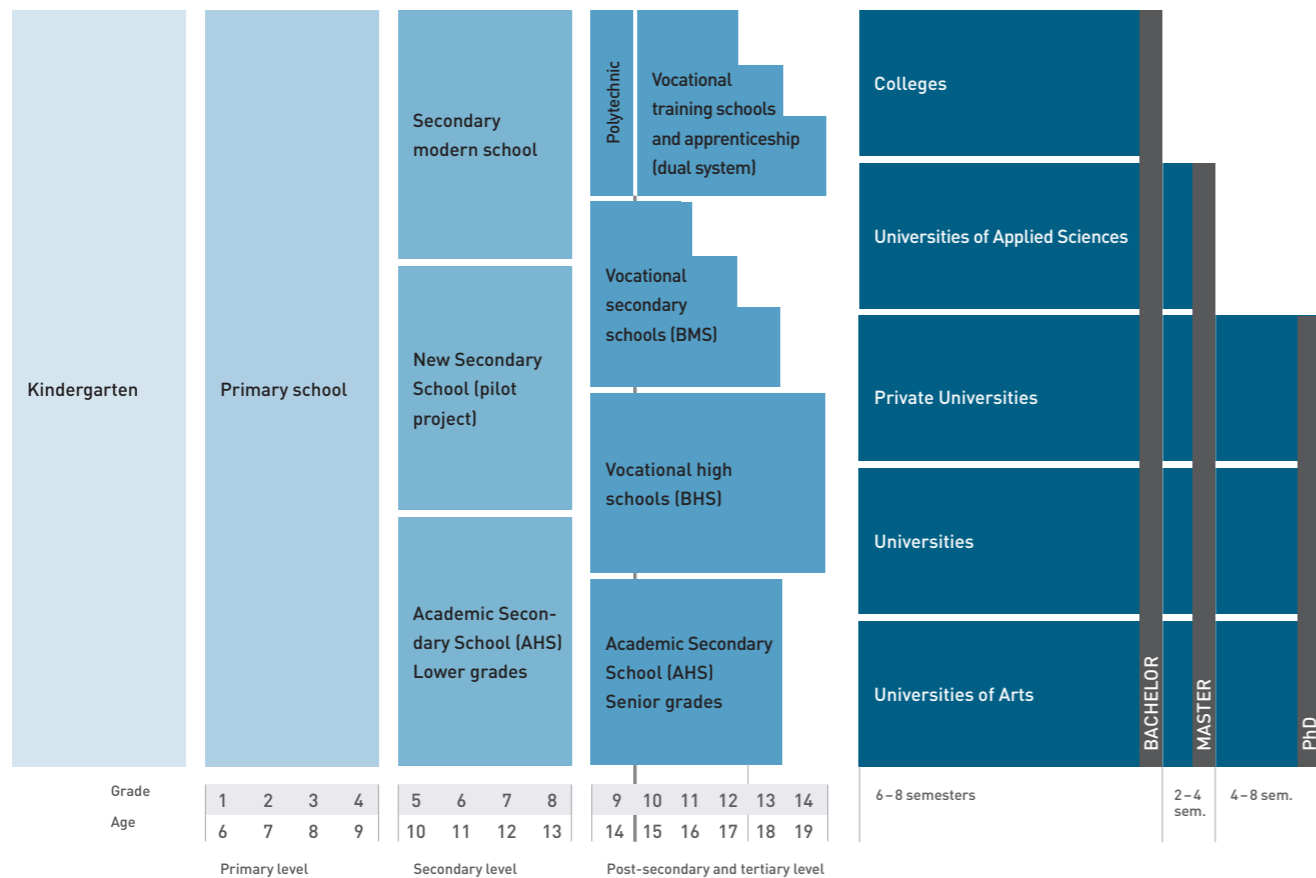 Kindergarten
Primary school
Secondary
modern school
New Secondary
School (pilot
project)
Academic Secon-
dary School (AHS)
Lower grades
Polytechnic
Vocational
training schools
and apprenticeship
(dual system)
Vocational
secondary
schools (BMS)
Vocational high
schools (BHS)
Academic Secondary
School (AHS)
Senior grades
Colleges
Universities of Applied Sciences
Private Universities
Universities
Universities of Arts
BACHELOR
MASTER
PhD
Grade
1 2 3 4
5 6 7 8
9 10 11 12 13 14
Age
6 7 8 9
10 11 12 13
14 15 16 17 18 19
6–8 semesters
2–4
sem.
4–8 sem.
Primary level
Secondary level
Post-secondary and tertiary level